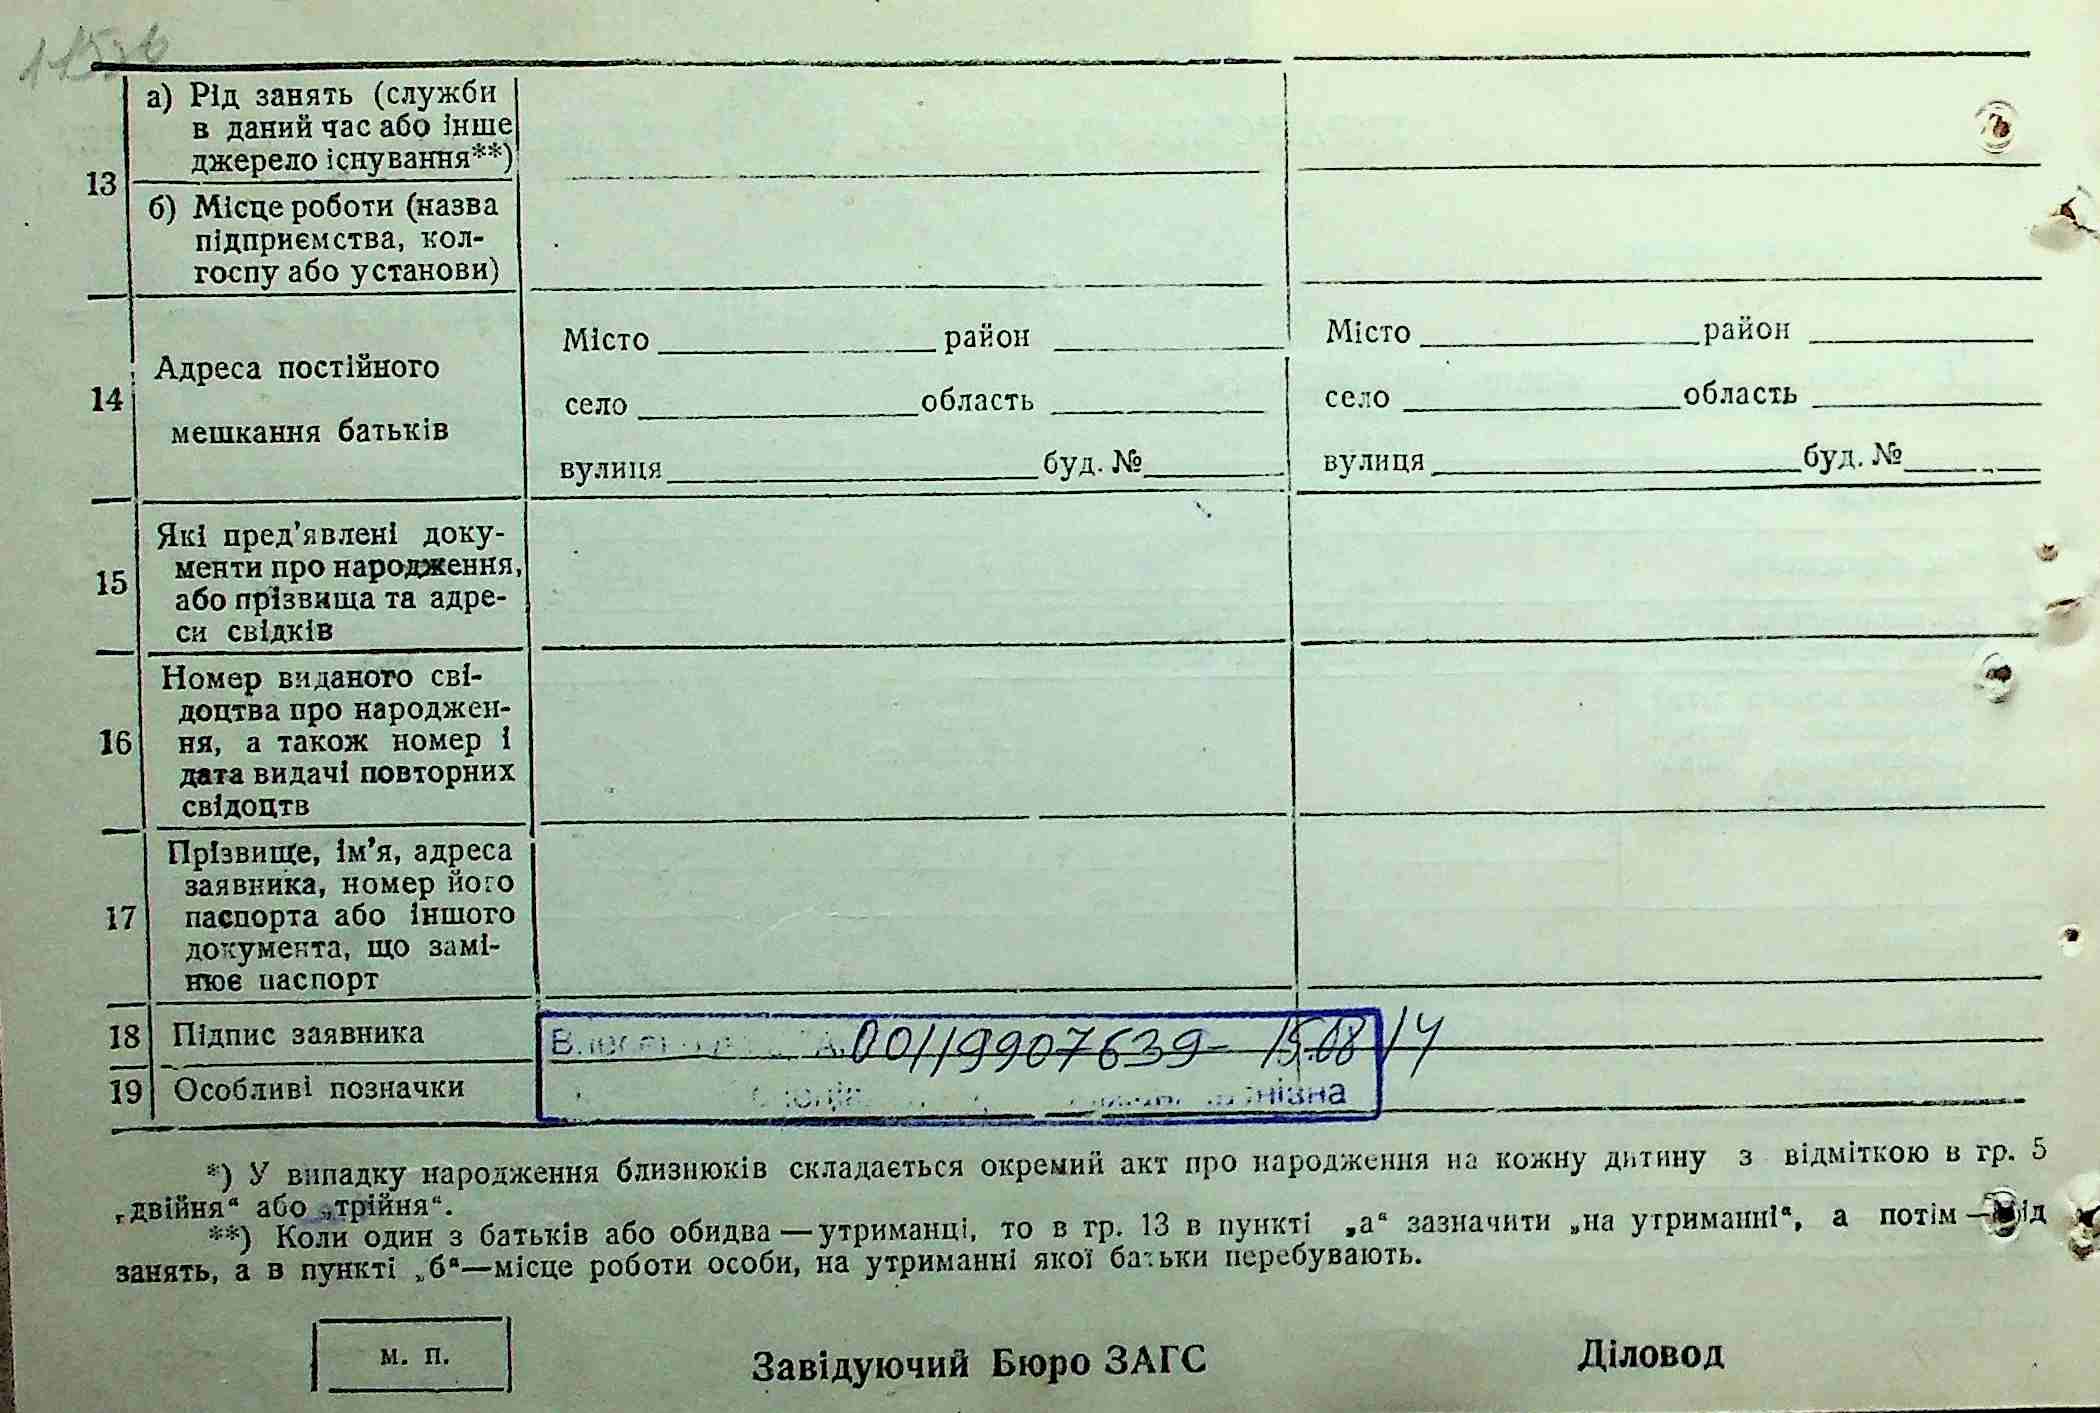 13
а) Рід занять (служби
в даний час або інше
джерело існування**)
б) Місце роботи (назва
підприємства, кол-
госпу або установи)
14
Адреса постійного
мешкання батьків
Місто район
село область
вулиця буд. №
Місто район
село область
вулиця буд. №
15
Які пред'явлені доку-
менти про народження,
або прізвища та адре-
си свідків
16
Номер виданого сві-
доцтва про народжен-
ня, а також номер і
дата видачі повторних
свідоцтв
17
Прізвище, ім'я, адреса
заявника, номер його
паспорта або іншого
документа, що замі-
нює паспорт
18 Підпис заявника
00119907639- 15.08/14
19 Особливі позначки
*) У випадку народження близнюків складається окремий акт про народження на кожну дитину з відміткою в гр. 5
„двійня“ або „трійня“.
**) Коли один з батьків або обидва — утриманці, то в гр. 13 в пункті „а“ зазначити „на утриманні“, а потім — рід
занять, а в пункті „б“—місце роботи особи, на утриманні якої батьки перебувають.
м. п.
Завідуючий Бюро ЗАГС
Діловод